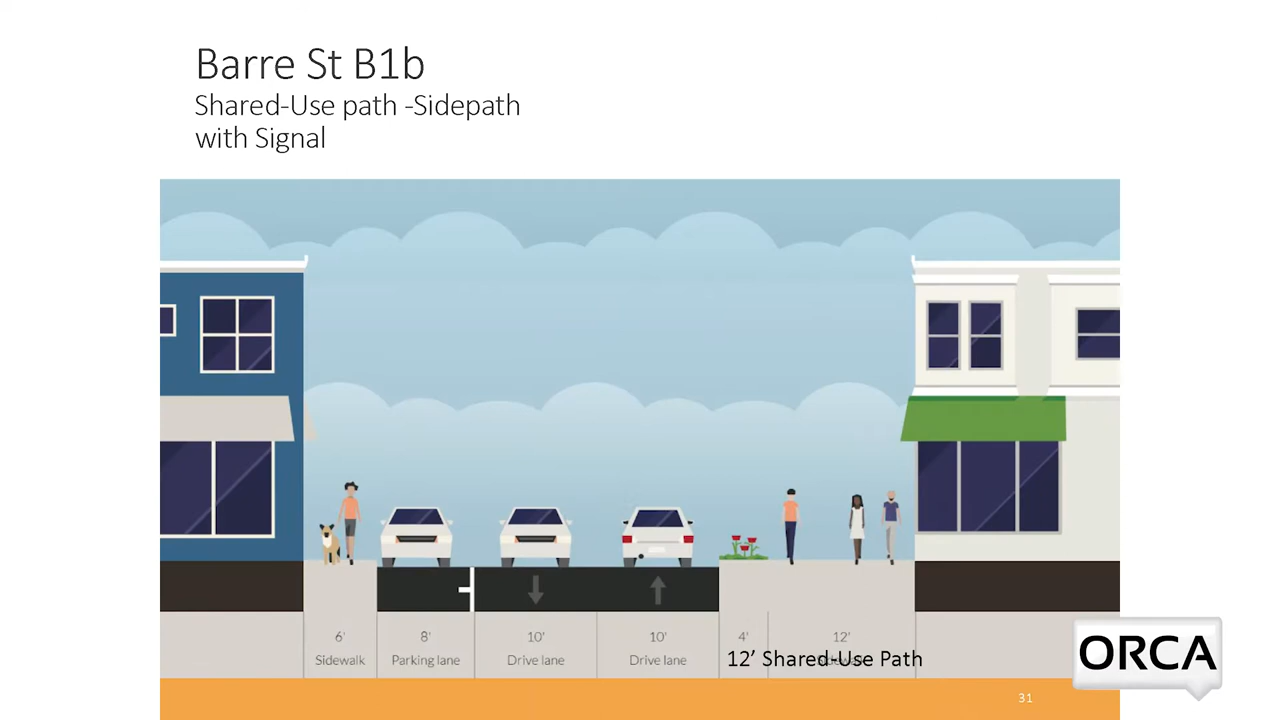 Barre St B1b
Shared-Use path -Sidepath
with Signal
6' 8' 10' 10' 4' 12'
Sidewalk Parking lane Drive lane Drive lane 12’ Shared-Use Path
ORCA
31